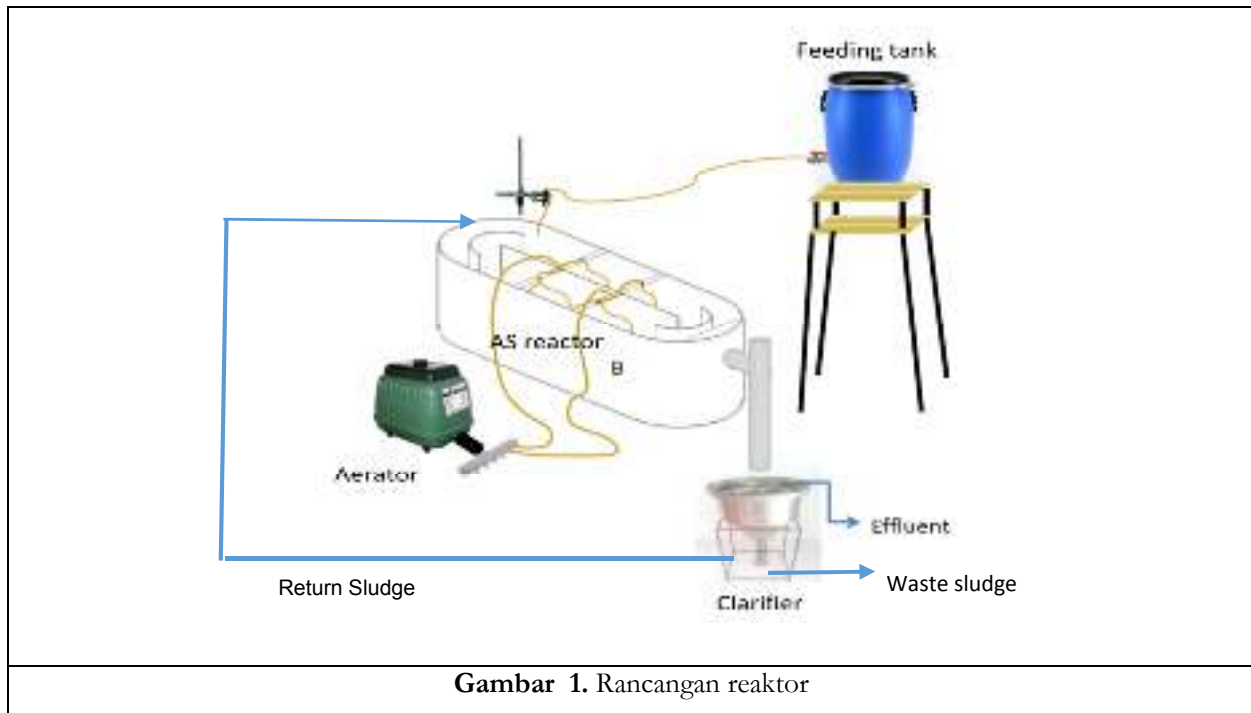 Feeding tank
AS reactor
B
Aerator
Effluent
Return Sludge
Waste sludge
Clarifier
Gambar 1. Rancangan reaktor